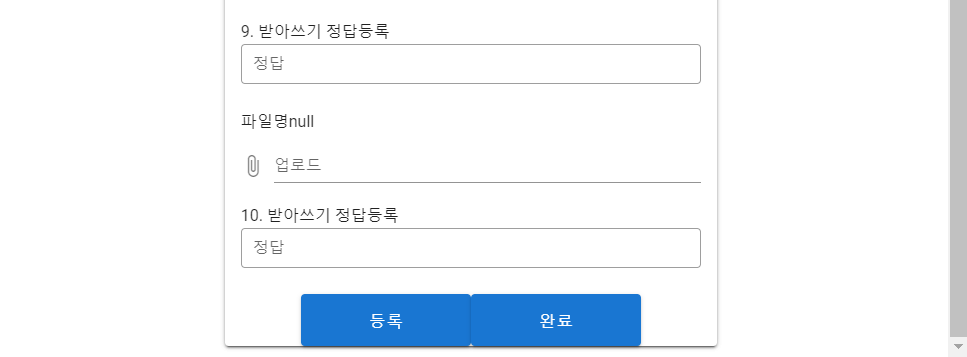 9. 받아쓰기 정답등록
정답
파일명null
업로드
10. 받아쓰기 정답등록
정답
등록 완료